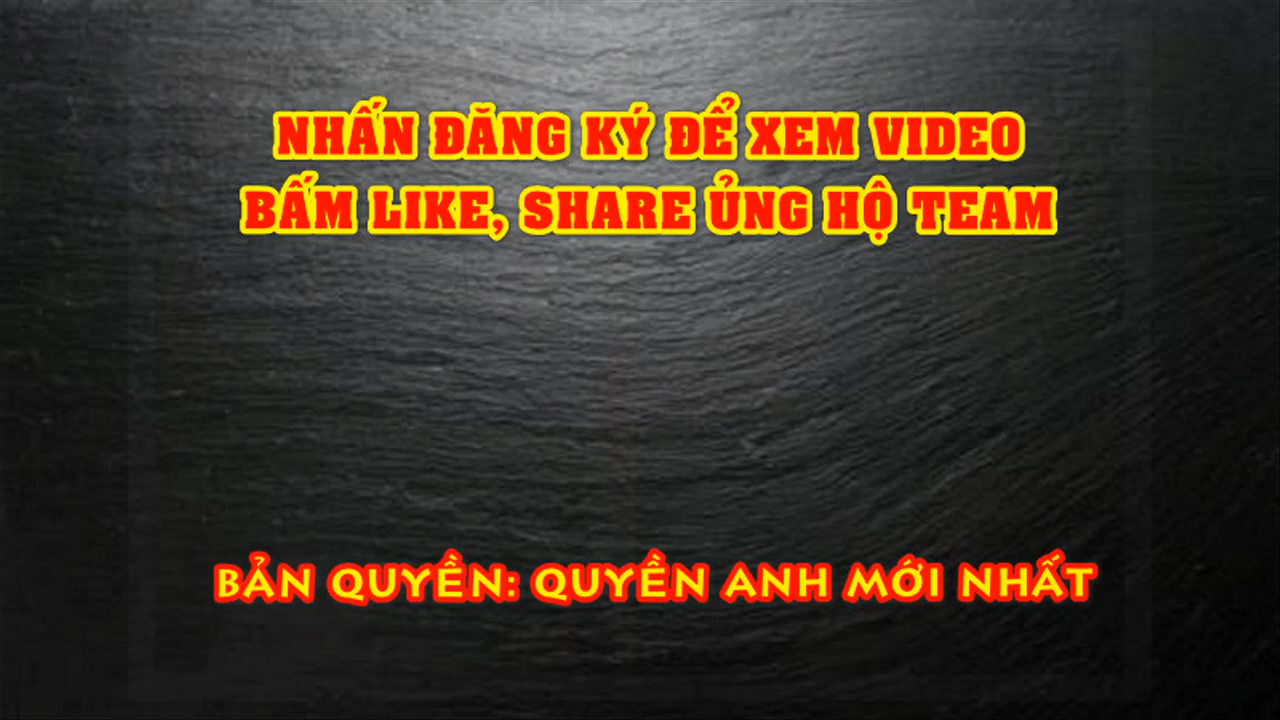 NHẤN ĐĂNG KÝ ĐỂ XEM VIDEO
BẤM LIKE, SHARE ỦNG HỘ TEAM
BẢN QUYỀN: QUYỀN ANH MỚI NHẤT